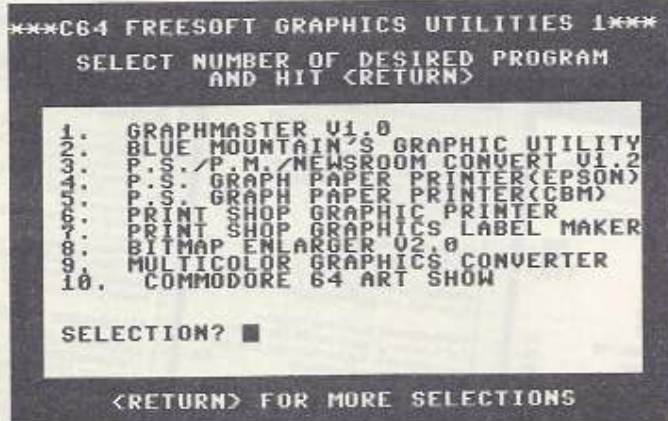 ***C64 FREESOFT GRAPHICS UTILITIES 1***
SELECT NUMBER OF DESIRED PROGRAM
AND HIT <RETURN>
1. GRAPHMASTER V1.0
2. BLUE MOUNTAIN'S GRAPHIC UTILITY
3. P.S./P.M./NEWSROOM CONVERT V1.2
4. P.S. GRAPH PAPER PRINTER(EPSON)
5. P.S. GRAPH PAPER PRINTER(CBM)
6. PRINT SHOP GRAPHIC PRINTER
7. PRINT SHOP GRAPHICS LABEL MAKER
8. BITMAP ENLARGER V2.0
9. MULTICOLOR GRAPHICS CONVERTER
10. COMMODORE 64 ART SHOW
SELECTION?
<RETURN> FOR MORE SELECTIONS